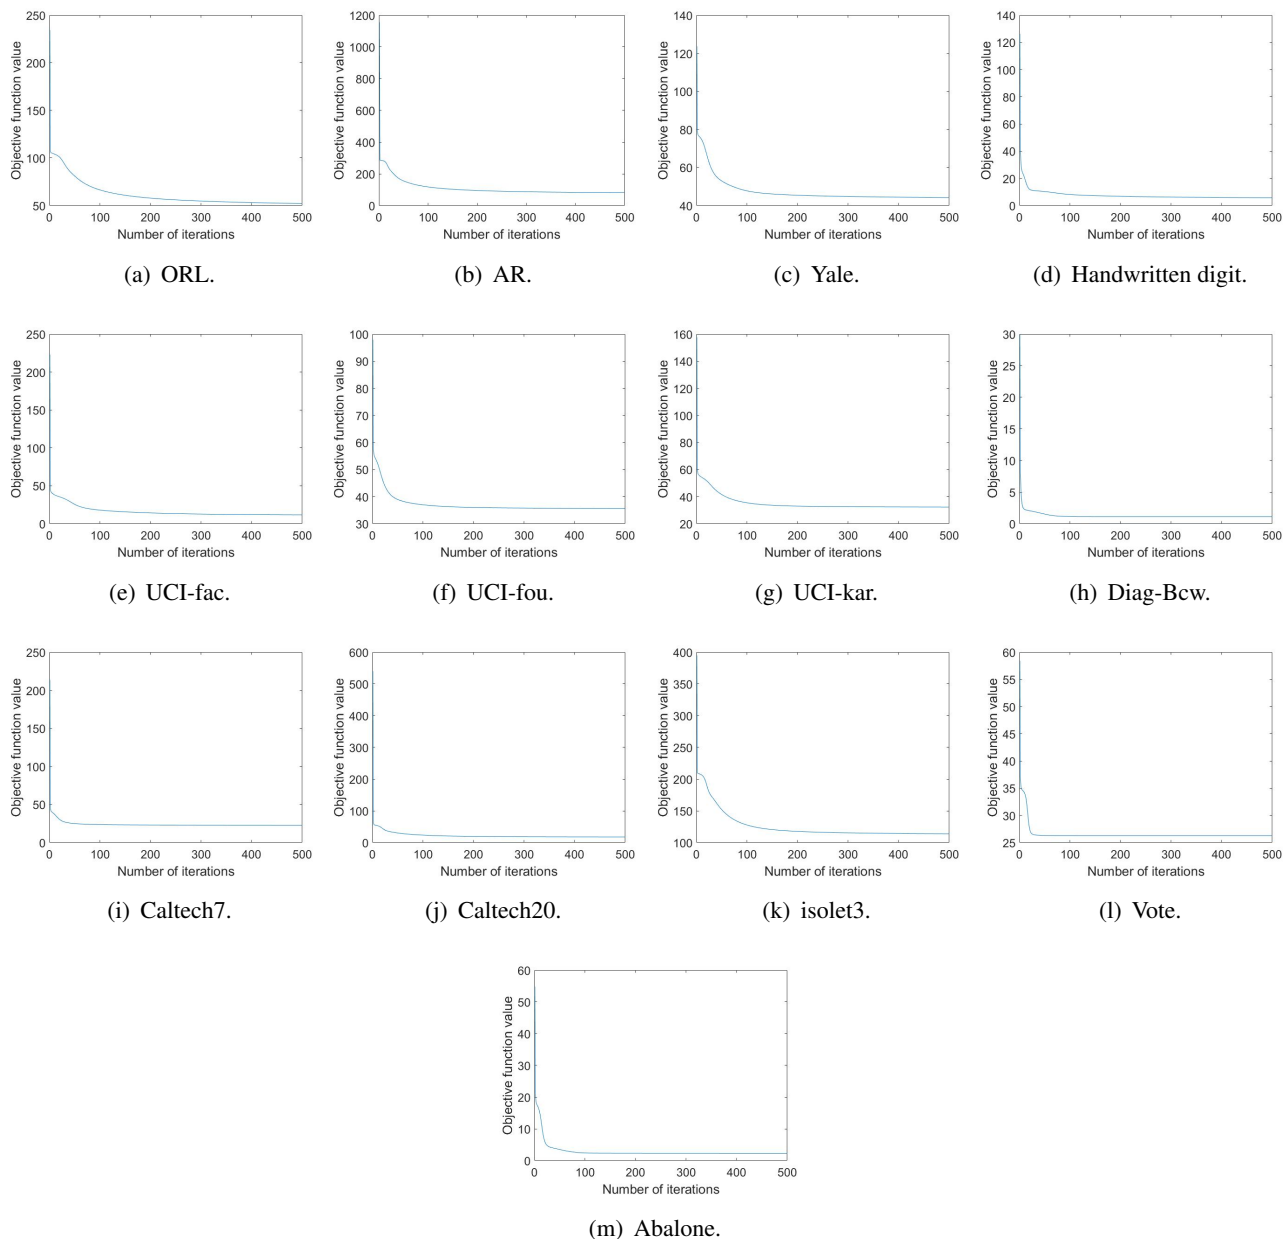 250
200
150
100
50
0 100 200 300 400 500
Objective function value
Number of iterations
(a) ORL.
1200
1000
800
600
400
200
0
0 100 200 300 400 500
Objective function value
Number of iterations
(b) AR.
140
120
100
80
60
40
0 100 200 300 400 500
Objective function value
Number of iterations
(c) Yale.
140
120
100
80
60
40
20
0
0 100 200 300 400 500
Objective function value
Number of iterations
(d) Handwritten digit.
250
200
150
100
50
0
0 100 200 300 400 500
Objective function value
Number of iterations
(e) UCI-fac.
100
90
80
70
60
50
40
30
0 100 200 300 400 500
Objective function value
Number of iterations
(f) UCI-fou.
160
140
120
100
80
60
40
20
0 100 200 300 400 500
Objective function value
Number of iterations
(g) UCI-kar.
30
25
20
15
10
5
0
0 100 200 300 400 500
Objective function value
Number of iterations
(h) Diag-Bcw.
250
200
150
100
50
0
0 100 200 300 400 500
Objective function value
Number of iterations
(i) Caltech7.
600
500
400
300
200
100
0
0 100 200 300 400 500
Objective function value
Number of iterations
(j) Caltech20.
400
350
300
250
200
150
100
0 100 200 300 400 500
Objective function value
Number of iterations
(k) isolet3.
60
55
50
45
40
35
30
25
0 100 200 300 400 500
Objective function value
Number of iterations
(l) Vote.
60
50
40
30
20
10
0
0 100 200 300 400 500
Objective function value
Number of iterations
(m) Abalone.